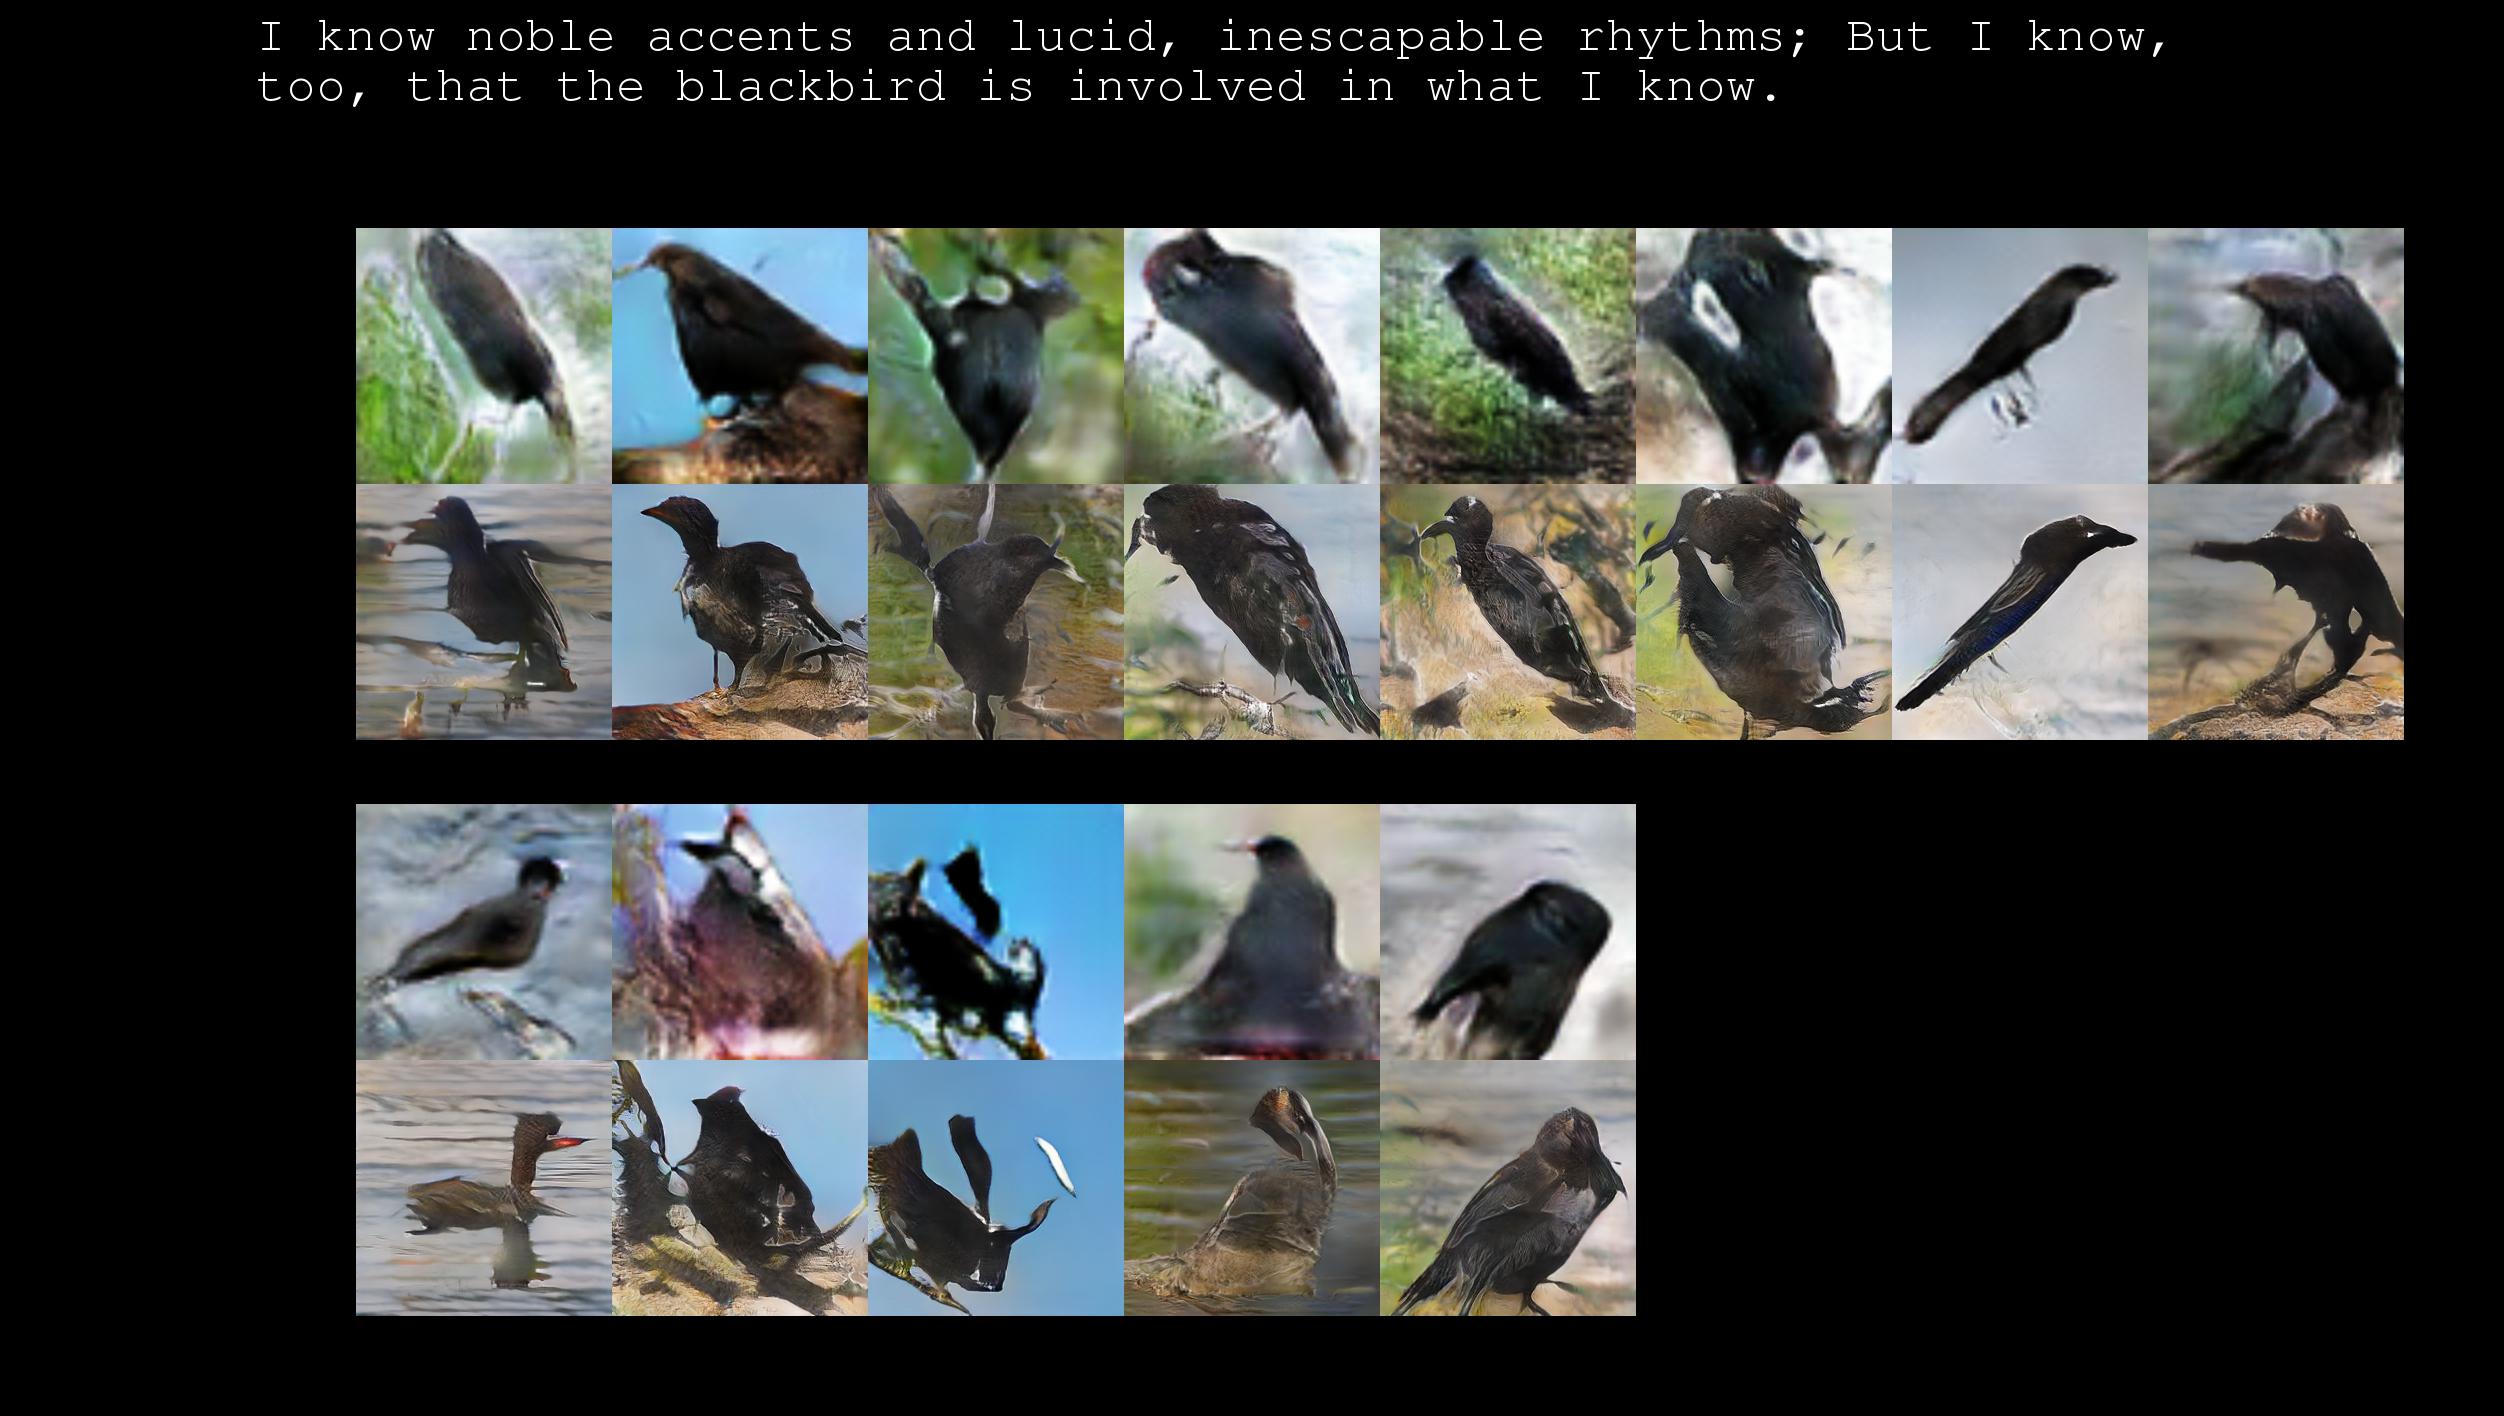 I know noble accents and lucid, inescapable rhythms; But I know,
too, that the blackbird is involved in what I know.